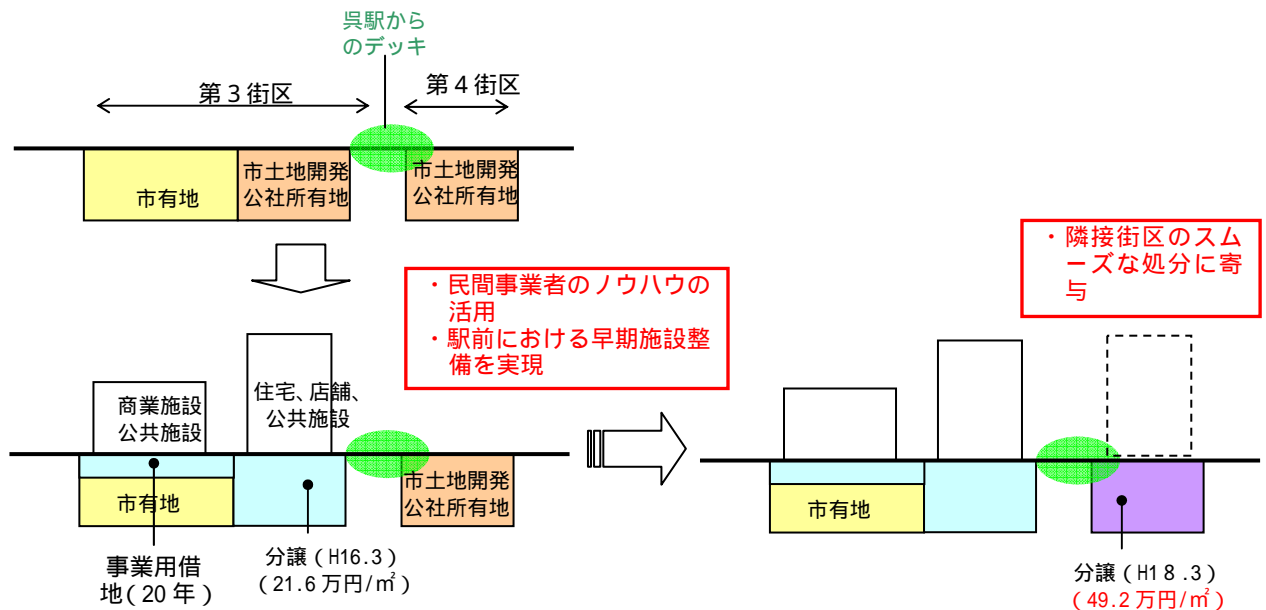 呉駅から
のデッキ
第3街区
第4街区
市有地
市土地開発
公社所有地
市土地開発
公社所有地
・民間事業者のノウハウの
活用
・駅前における早期施設整
備を実現
・隣接街区のスム
ーズな処分に寄
与
商業施設
公共施設
住宅、店舗、
公共施設
市有地
市土地開発
公社所有地
事業用借
地(20年)
分譲(H16.3)
(21.6万円/㎡)
市有地
分譲(H18.3)
(49.2万円/㎡)